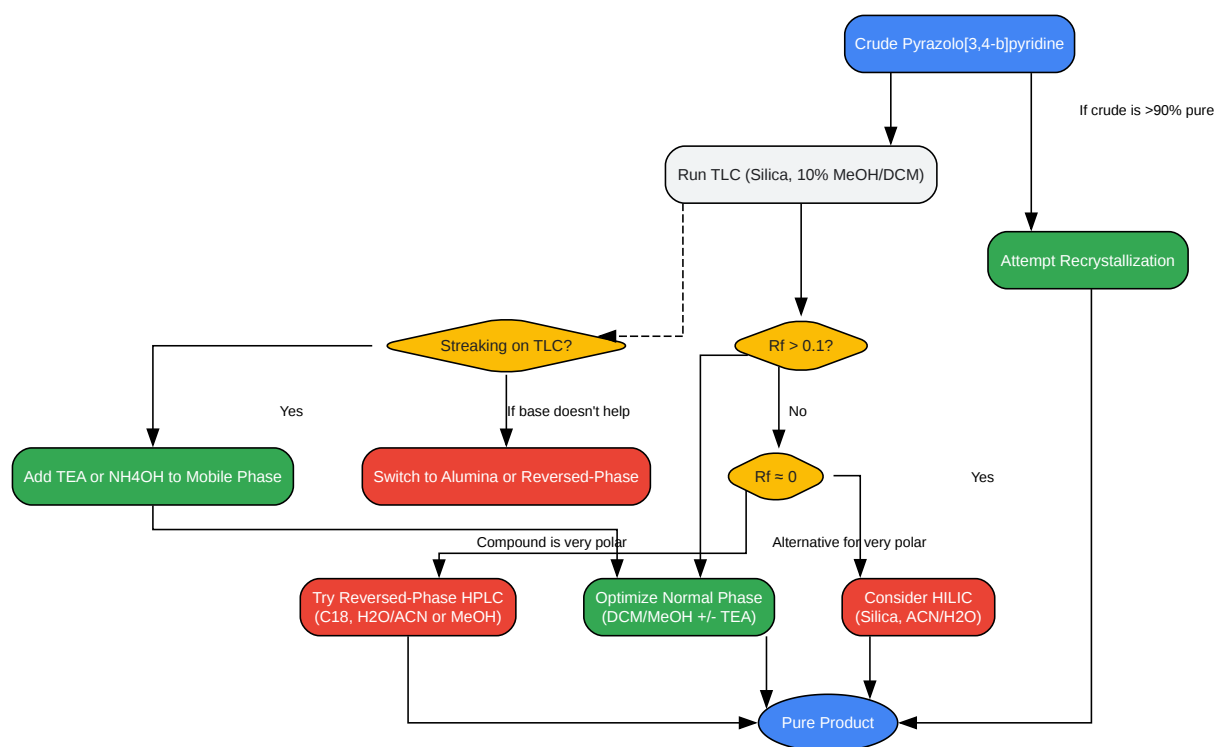 Crude Pyrazolo[3,4-b]pyridine
If crude is >90% pure
Run TLC (Silica, 10% MeOH/DCM)
Attempt Recrystallization
Streaking on TLC?
Rf > 0.1?
Yes
If base doesn't help
No
Add TEA or NH4OH to Mobile Phase
Switch to Alumina or Reversed-Phase
Rf ≈ 0
Yes
Compound is very polar
Alternative for very polar
Try Reversed-Phase HPLC
(C18, H2O/ACN or MeOH)
Optimize Normal Phase
(DCM/MeOH +/- TEA)
Consider HILIC
(Silica, ACN/H2O)
Pure Product